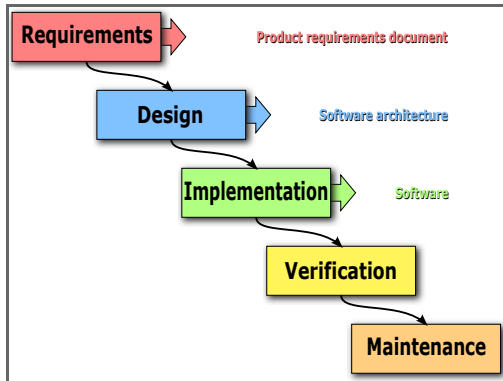 Requirements
Product requirements document
Design
Software architecture
Implementation
Software
Verification
Maintenance